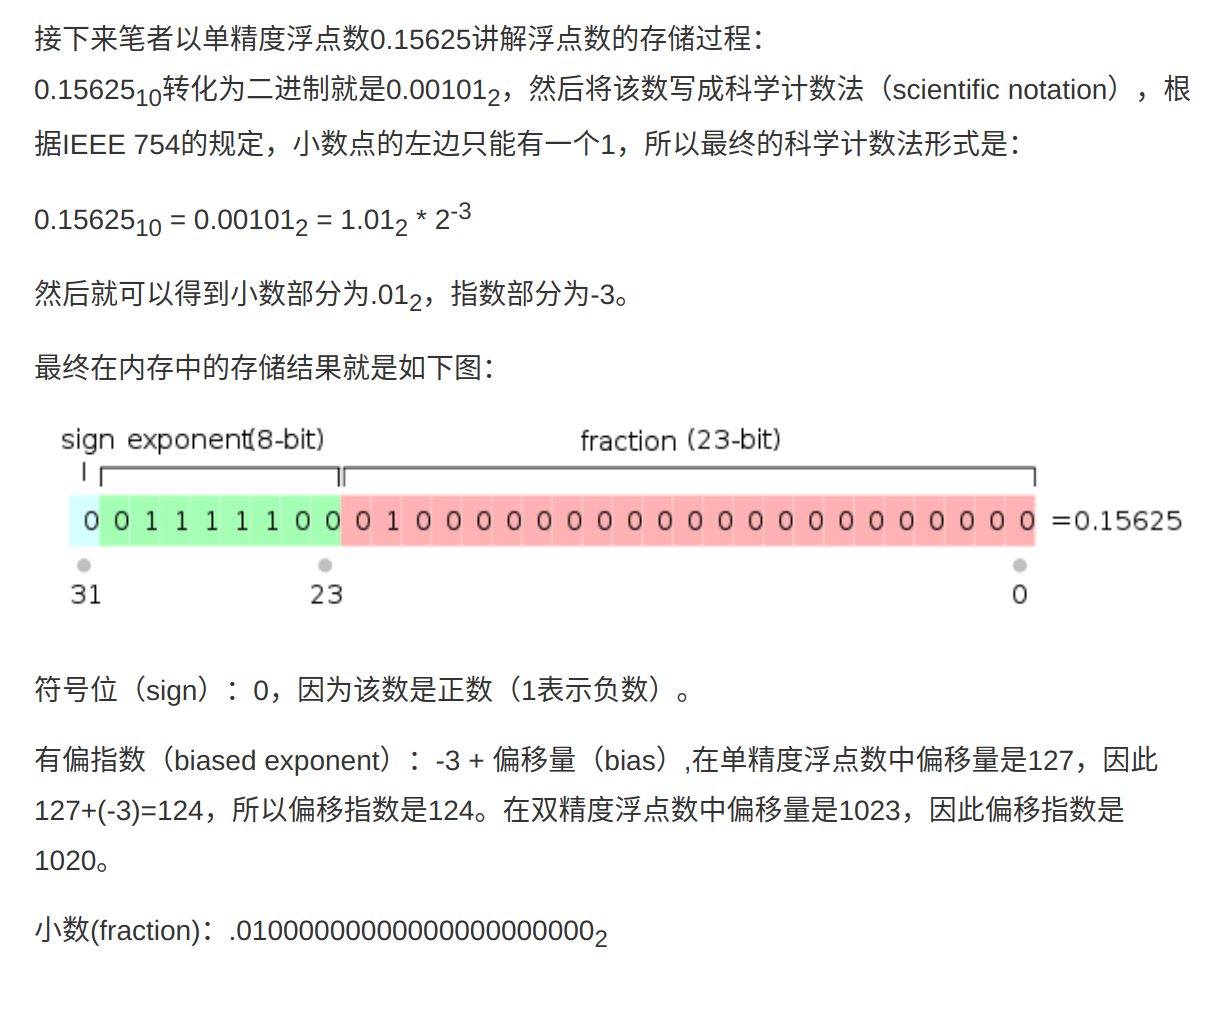 接下来笔者以单精度浮点数0.15625讲解浮点数的存储过程：
0.15625₁₀转化为二进制就是0.00101₂，然后将该数写成科学计数法（scientific notation），根
据IEEE 754的规定，小数点的左边只能有一个1，所以最终的科学计数法形式是：
0.15625₁₀ = 0.00101₂ = 1.01₂ * 2⁻³
然后就可以得到小数部分为.01₂，指数部分为-3。
最终在内存中的存储结果就是如下图：
sign exponent(8-bit) fraction (23-bit)
0 0 1 1 1 1 1 0 0 0 1 0 0 0 0 0 0 0 0 0 0 0 0 0 0 0 0 0 0 0 0 0 =0.15625
31 23 0
符号位（sign）：0，因为该数是正数（1表示负数）。
有偏指数（biased exponent）：-3 + 偏移量（bias）,在单精度浮点数中偏移量是127，因此
127+(-3)=124，所以偏移指数是124。在双精度浮点数中偏移量是1023，因此偏移指数是
1020。
小数(fraction)：.01000000000000000000000₂